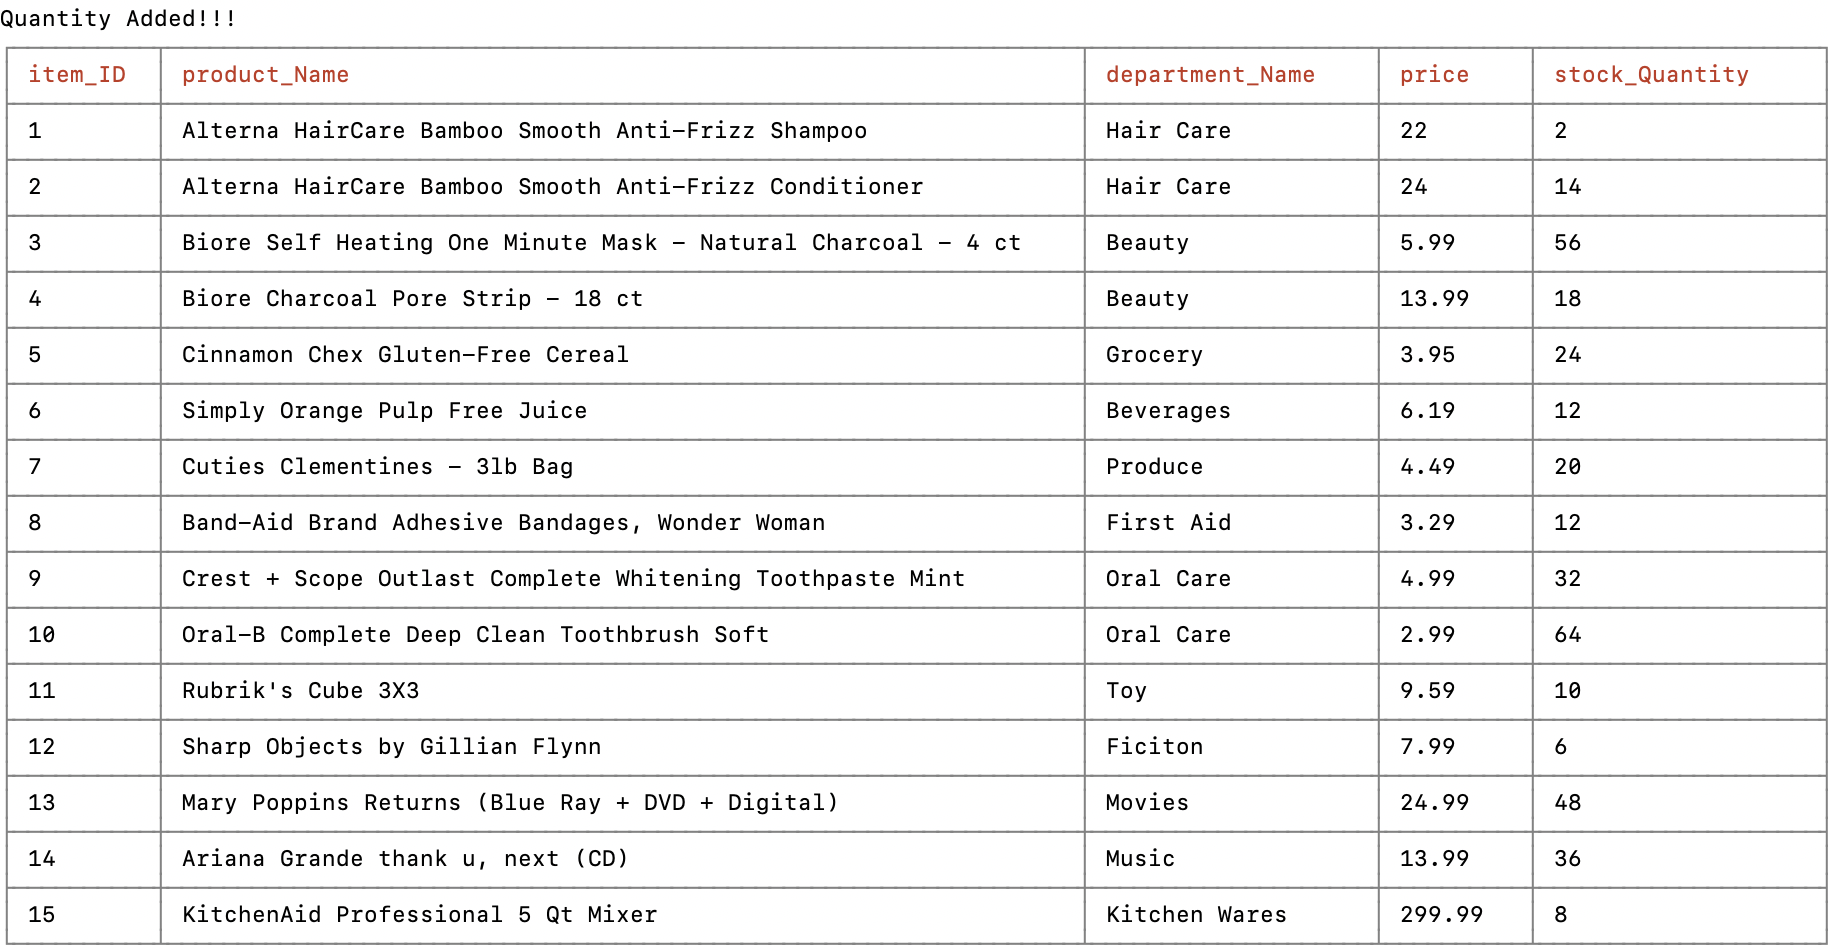 Quantity Added!!!
item_ID product_Name department_Name price stock_Quantity
1 Alterna HairCare Bamboo Smooth Anti-Frizz Shampoo Hair Care 22 2
2 Alterna HairCare Bamboo Smooth Anti-Frizz Conditioner Hair Care 24 14
3 Biore Self Heating One Minute Mask - Natural Charcoal - 4 ct Beauty 5.99 56
4 Biore Charcoal Pore Strip - 18 ct Beauty 13.99 18
5 Cinnamon Chex Gluten-Free Cereal Grocery 3.95 24
6 Simply Orange Pulp Free Juice Beverages 6.19 12
7 Cuties Clementines - 3lb Bag Produce 4.49 20
8 Band-Aid Brand Adhesive Bandages, Wonder Woman First Aid 3.29 12
9 Crest + Scope Outlast Complete Whitening Toothpaste Mint Oral Care 4.99 32
10 Oral-B Complete Deep Clean Toothbrush Soft Oral Care 2.99 64
11 Rubrik's Cube 3X3 Toy 9.59 10
12 Sharp Objects by Gillian Flynn Ficiton 7.99 6
13 Mary Poppins Returns (Blue Ray + DVD + Digital) Movies 24.99 48
14 Ariana Grande thank u, next (CD) Music 13.99 36
15 KitchenAid Professional 5 Qt Mixer Kitchen Wares 299.99 8